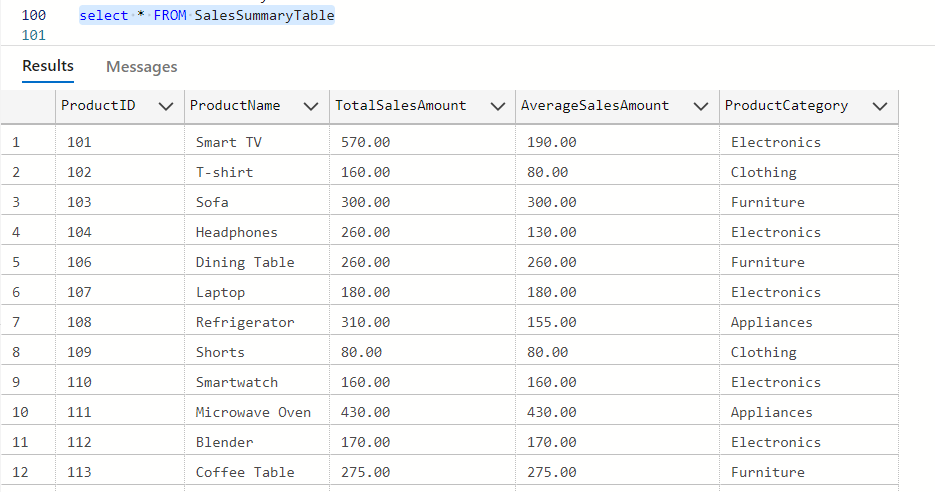 100 select * FROM SalesSummaryTable
101
Results Messages
ProductID ProductName TotalSalesAmount AverageSalesAmount ProductCategory
1 101 Smart TV 570.00 190.00 Electronics
2 102 T-shirt 160.00 80.00 Clothing
3 103 Sofa 300.00 300.00 Furniture
4 104 Headphones 260.00 130.00 Electronics
5 106 Dining Table 260.00 260.00 Furniture
6 107 Laptop 180.00 180.00 Electronics
7 108 Refrigerator 310.00 155.00 Appliances
8 109 Shorts 80.00 80.00 Clothing
9 110 Smartwatch 160.00 160.00 Electronics
10 111 Microwave Oven 430.00 430.00 Appliances
11 112 Blender 170.00 170.00 Electronics
12 113 Coffee Table 275.00 275.00 Furniture